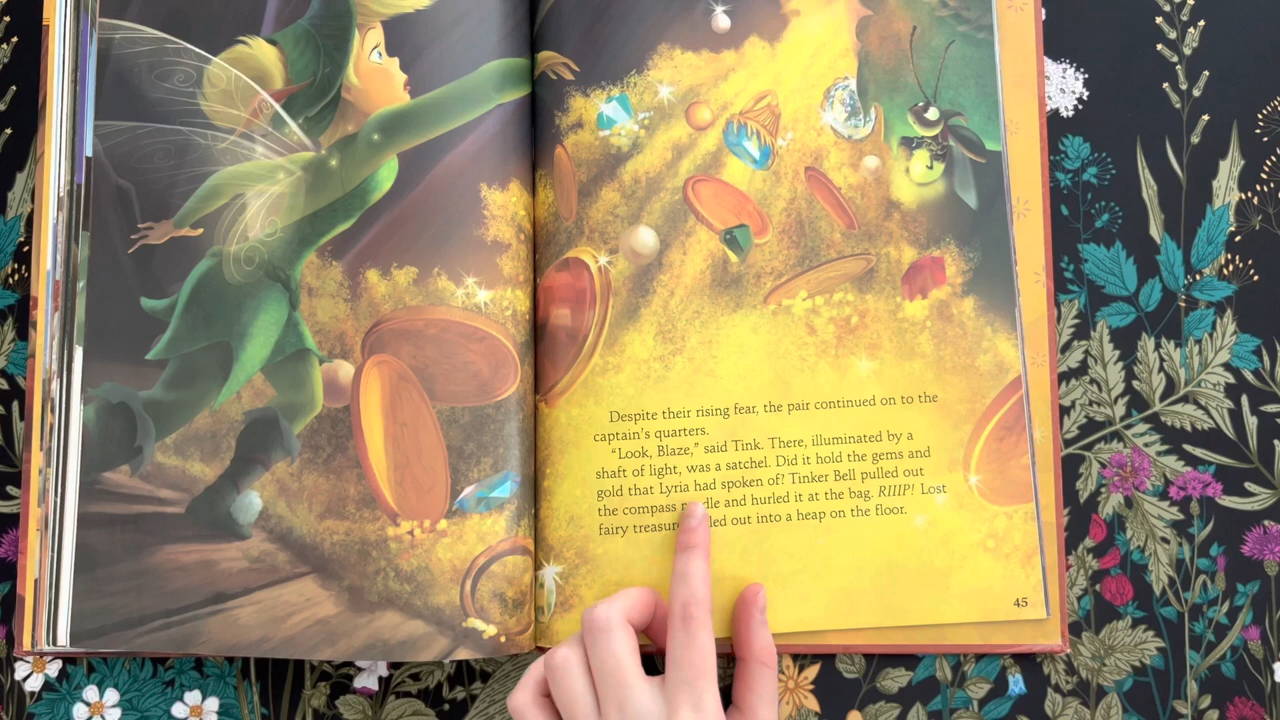 Despite their rising fear, the pair continued on to the
captain's quarters.
"Look, Blaze," said Tink. There, illuminated by a
shaft of light, was a satchel. Did it hold the gems and
gold that Lyria had spoken of? Tinker Bell pulled out
the compass needle and hurled it at the bag. RIIIP! Lost
fairy treasure out into a heap on the floor.
45